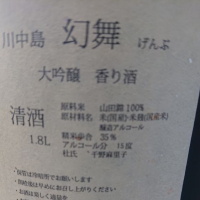 川中島 幻舞 げんぶ
大吟醸 香り酒
清酒
1.8L
原料米 山田錦100%
原材料名 米(国産)・米麹(国産米)
醸造アルコール
精米歩合 35%
アルコール分 17度
杜氏 千野麻里子